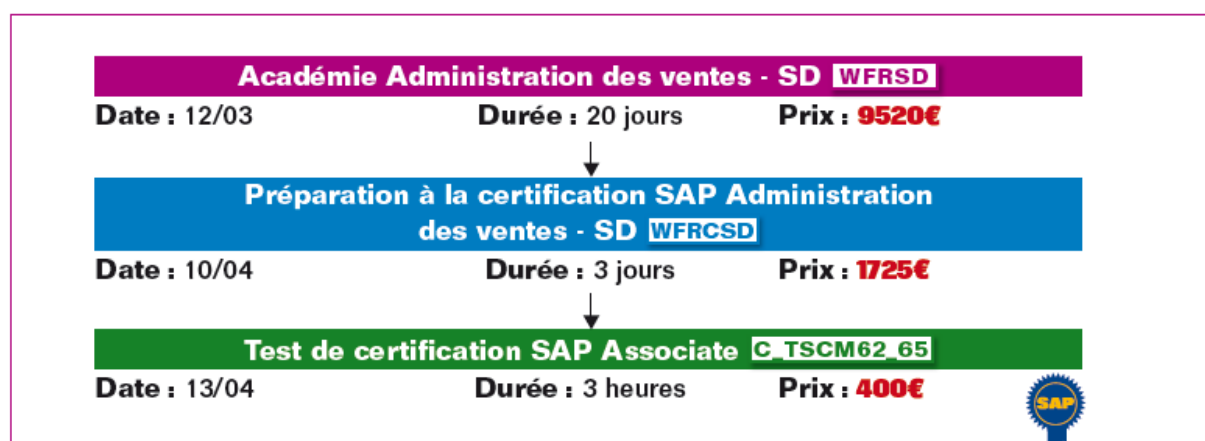 Académie Administration des ventes - SD WFRSD
Date : 12/03 Durée : 20 jours Prix : 9520€
Préparation à la certification SAP Administration
des ventes - SD WFRCSD
Date : 10/04 Durée : 3 jours Prix : 1725€
Test de certification SAP Associate C_TSCM62_65
Date : 13/04 Durée : 3 heures Prix : 400€
SAP